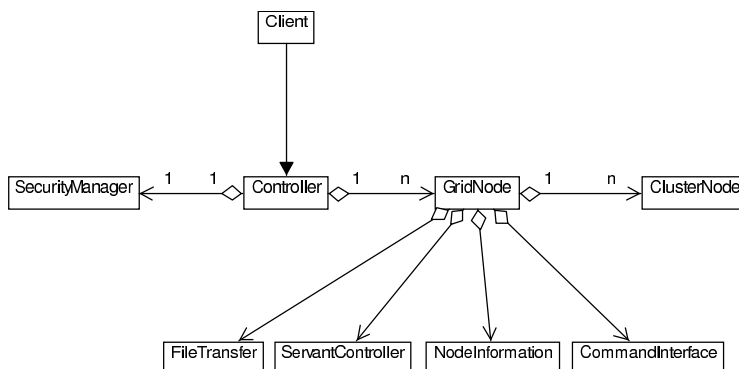 Client
1 1 1 n 1 n
SecurityManager Controller GridNode ClusterNode
FileTransfer ServantController NodeInformation CommandInterface